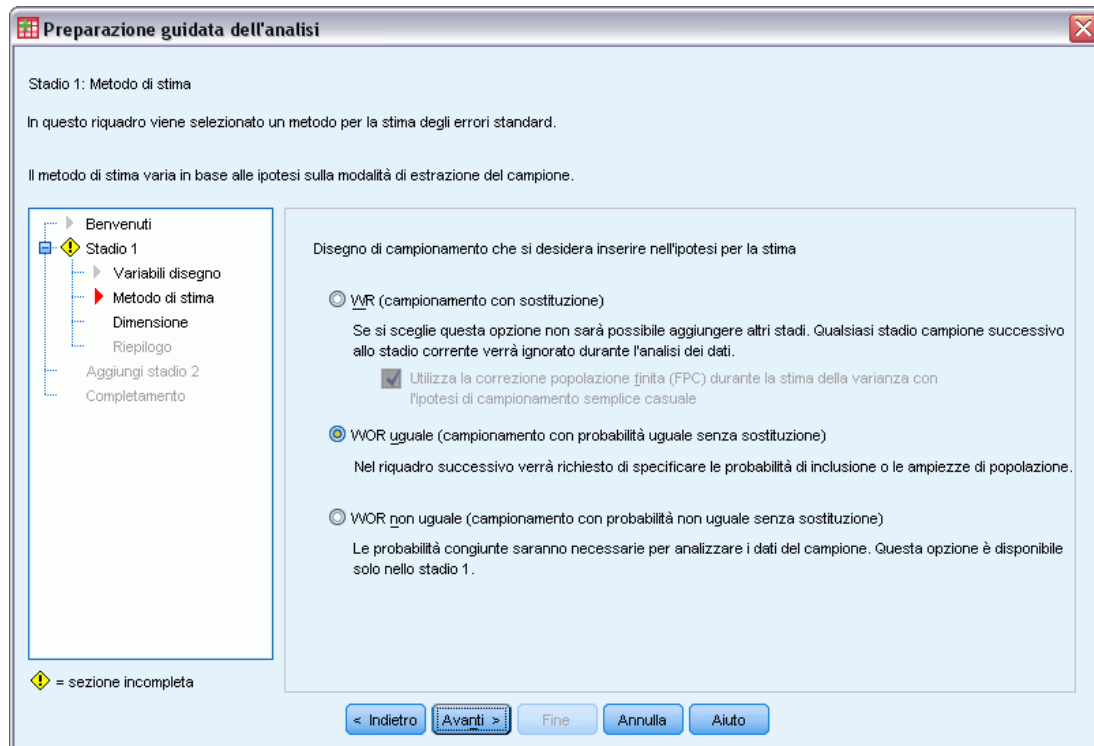 Preparazione guidata dell'analisi
Stadio 1: Metodo di stima
In questo riquadro viene selezionato un metodo per la stima degli errori standard.
Il metodo di stima varia in base alle ipotesi sulla modalità di estrazione del campione.
Benvenuti
Stadio 1
Variabili disegno
Metodo di stima
Dimensione
Riepilogo
Aggiungi stadio 2
Completamento
= sezione incompleta
Disegno di campionamento che si desidera inserire nell'ipotesi per la stima
WR (campionamento con sostituzione)
Se si sceglie questa opzione non sarà possibile aggiungere altri stadi. Qualsiasi stadio campione successivo
allo stadio corrente verrà ignorato durante l'analisi dei dati.
Utilizza la correzione popolazione finita (FPC) durante la stima della varianza con
l'ipotesi di campionamento semplice casuale
WOR uguale (campionamento con probabilità uguale senza sostituzione)
Nel riquadro successivo verrà richiesto di specificare le probabilità di inclusione o le ampiezze di popolazione.
WOR non uguale (campionamento con probabilità non uguale senza sostituzione)
Le probabilità congiunte saranno necessarie per analizzare i dati del campione. Questa opzione è disponibile
solo nello stadio 1.
< Indietro
Avanti >
Fine
Annulla
Aiuto